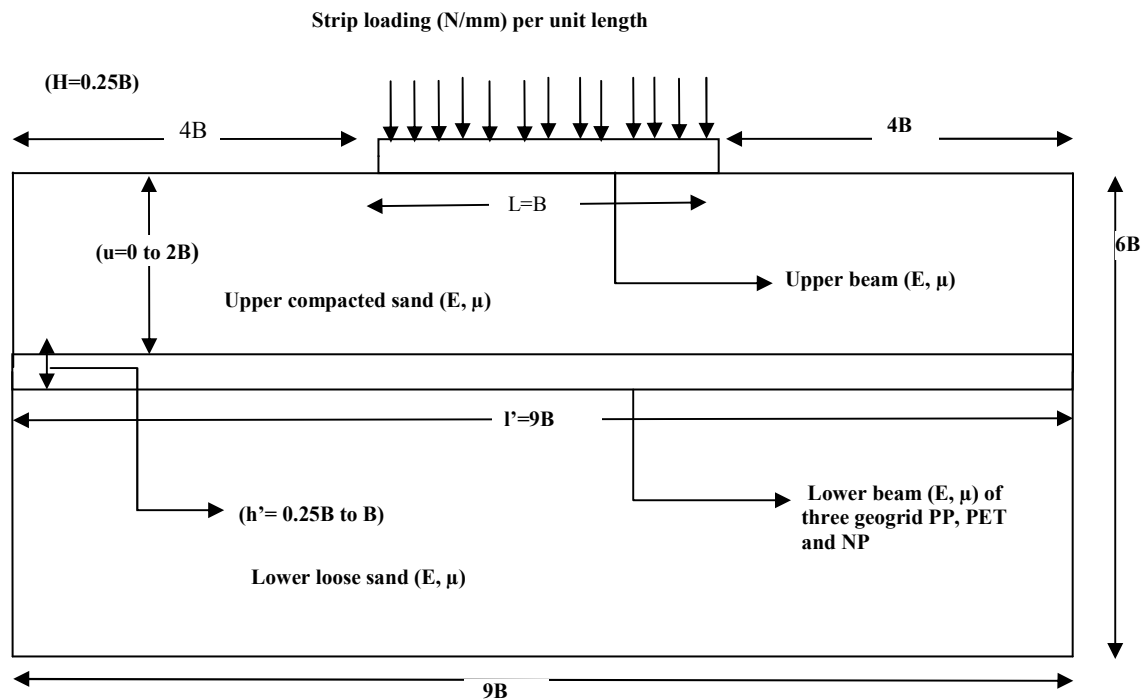 Strip loading (N/mm) per unit length
(H=0.25B)
4B
4B
L=B
(u=0 to 2B)
6B
Upper beam (E, µ)
Upper compacted sand (E, µ)
l’=9B
Lower beam (E, µ) of
three geogrid PP, PET
and NP
(h’= 0.25B to B)
Lower loose sand (E, µ)
9B